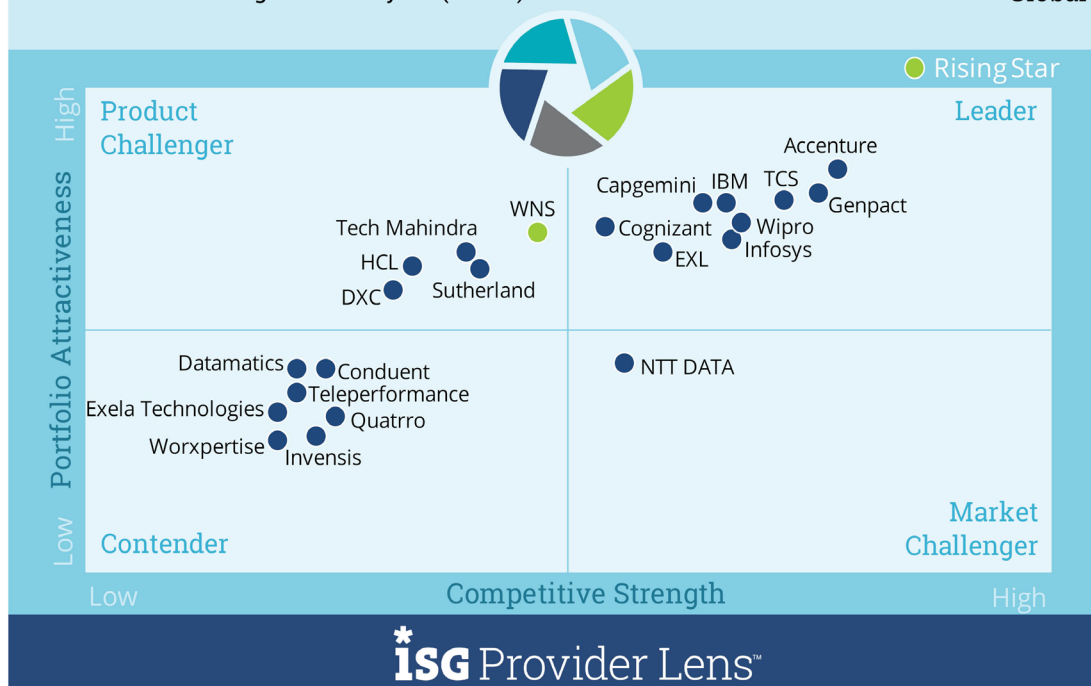 Global
Rising Star
High
Product
Challenger
Leader
Accenture
Capgemini
IBM
TCS
Genpact
WNS
Tech Mahindra
Cognizant
Wipro
Infosys
HCL
EXL
DXC
Sutherland
Portfolio Attractiveness
Datamatics
Conduent
NTT DATA
Teleperformance
Exela Technologies
Quatrro
Worxpertise
Invensis
Low
Contender
Market
Challenger
Low
Competitive Strength
High
ISG Provider Lens™